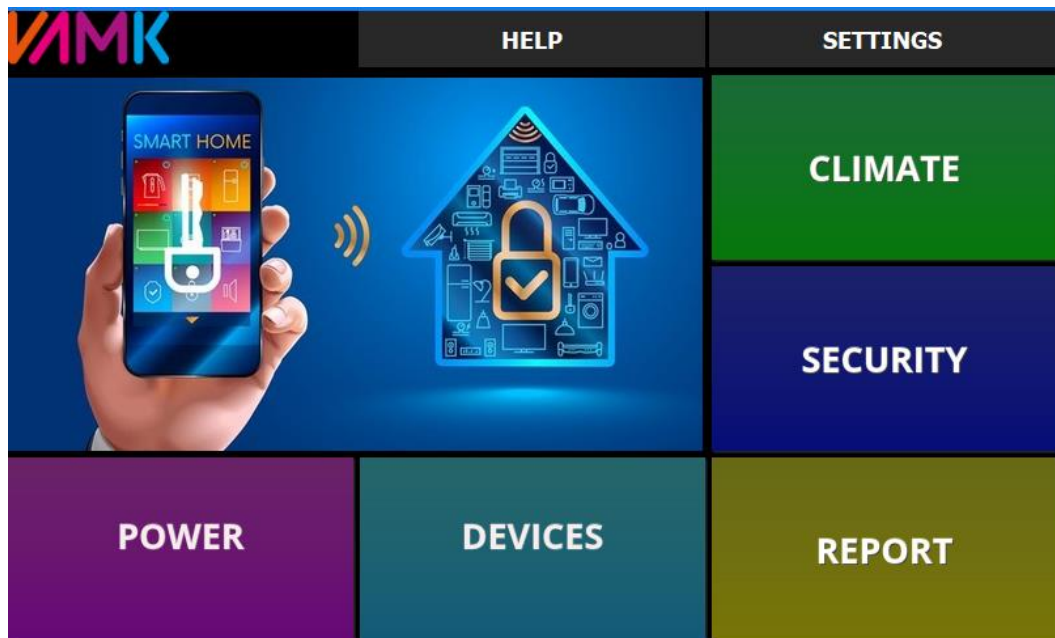 VAMK
HELP
SETTINGS
SMART HOME
CLIMATE
SECURITY
POWER
DEVICES
REPORT